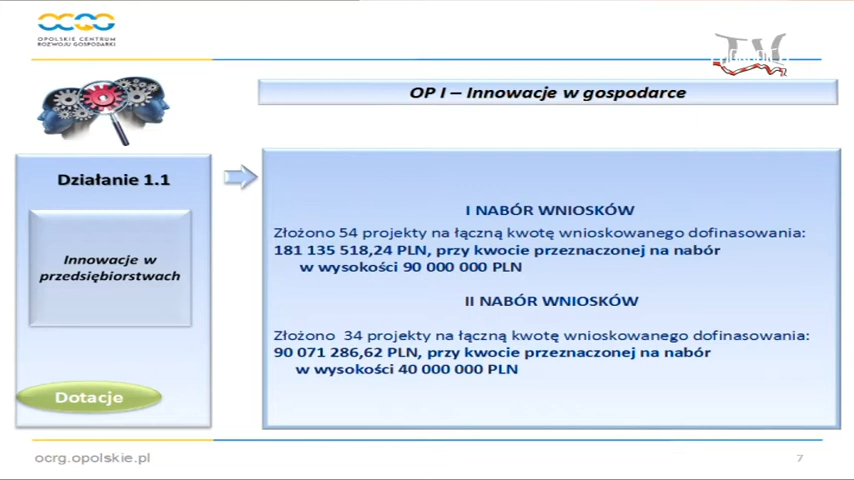 OPOLSKIE CENTRUM
ROZWOJU GOSPODARKI
TV
OP I – Innowacje w gospodarce
Działanie 1.1
Innowacje w
przedsiębiorstwach
Dotacje
I NABÓR WNIOSKÓW
Złożono 54 projekty na łączną kwotę wnioskowanego dofinasowania:
181 135 518,24 PLN, przy kwocie przeznaczonej na nabór
w wysokości 90 000 000 PLN
II NABÓR WNIOSKÓW
Złożono 34 projekty na łączną kwotę wnioskowanego dofinasowania:
90 071 286,62 PLN, przy kwocie przeznaczonej na nabór
w wysokości 40 000 000 PLN
ocrg.opolskie.pl
7